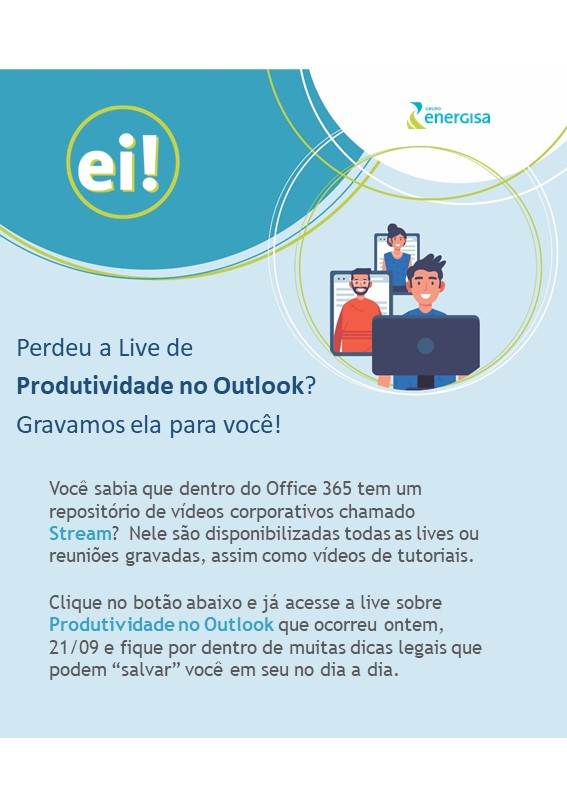 ei!
GRUPO
energisa
Perdeu a Live de
Produtividade no Outlook?
Gravamos ela para você!
Você sabia que dentro do Office 365 tem um
repositório de vídeos corporativos chamado
Stream? Nele são disponibilizadas todas as lives ou
reuniões gravadas, assim como vídeos de tutoriais.
Clique no botão abaixo e já acesse a live sobre
Produtividade no Outlook que ocorreu ontem,
21/09 e fique por dentro de muitas dicas legais que
podem “salvar” você em seu no dia a dia.